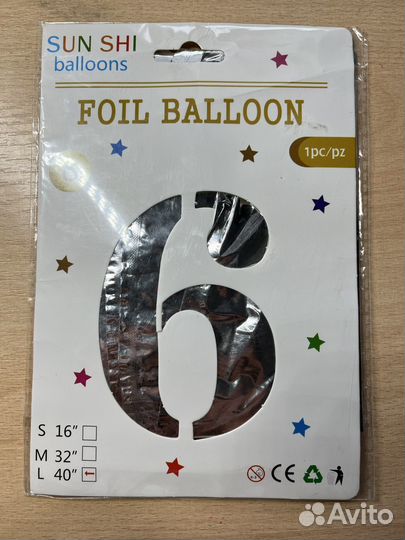 SUN SHI
balloons
FOIL BALLOON
1pc/pz
6
S 16"
M 32"
L 40"
CE
Avito